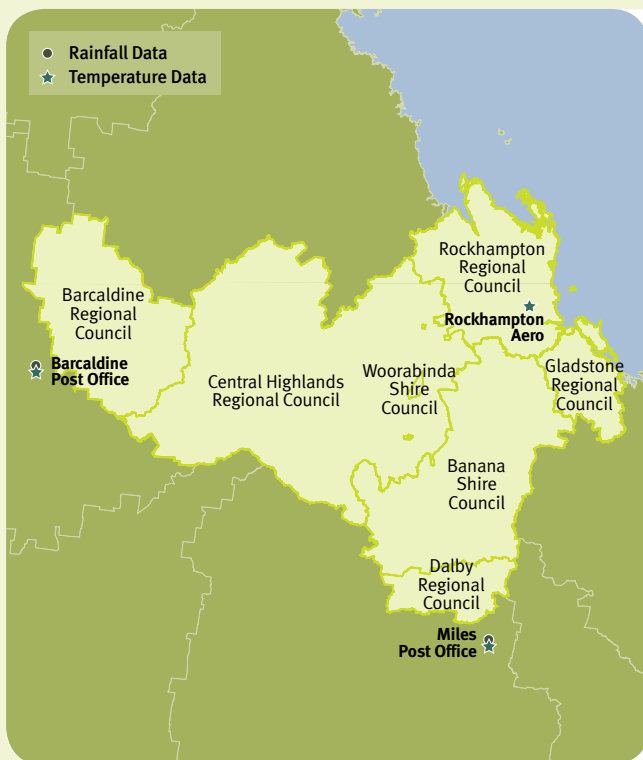 Rainfall Data
Temperature Data
Rockhampton
Regional
Council
Rockhampton
Aero
Barcaldine
Regional
Council
Barcaldine
Post Office
Central Highlands
Regional Council
Woorabinda
Shire
Council
Gladstone
Regional
Council
Banana
Shire
Council
Dalby
Regional
Council
Miles
Post Office